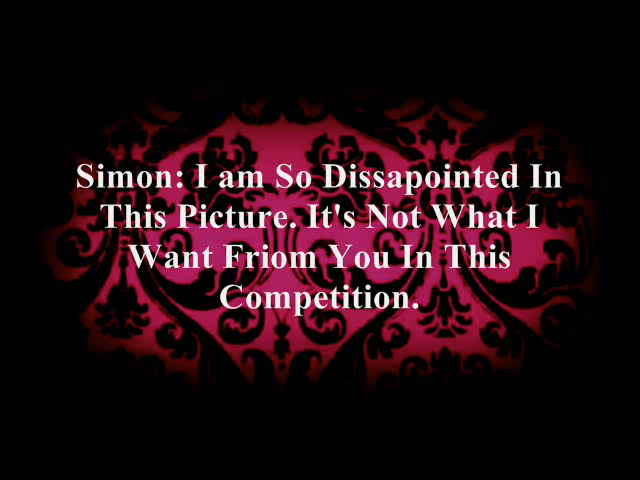 Simon: I am So Dissapointed In
This Picture. It's Not What I
Want Friom You In This
Competition.